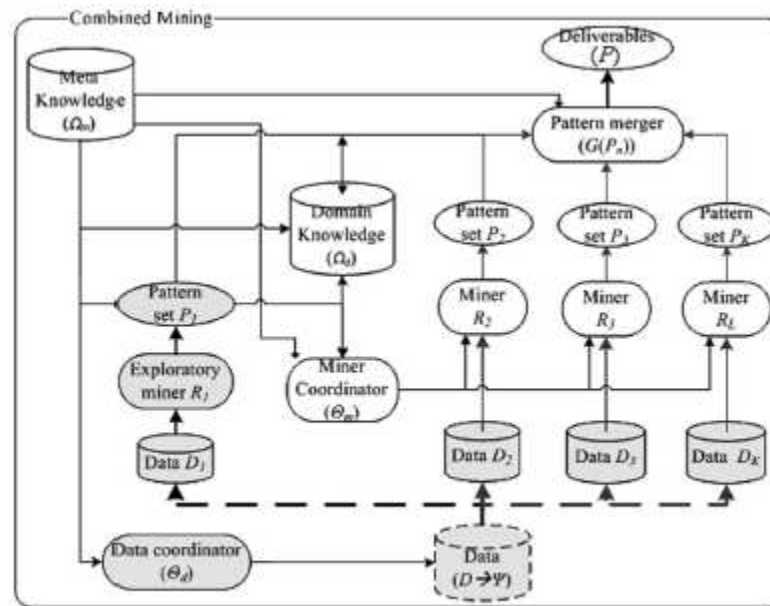 Combined Mining
Deliverables
(P)
Meta
Knowledge
(Ωm)
Pattern merger
(G(Pn))
Domain
Knowledge
(Ωd)
Pattern
set P2
Pattern
set P3
Pattern
set PK
Pattern
set P1
Miner
R2
Miner
R3
Miner
RL
Exploratory
miner R1
Miner
Coordinator
(Θm)
Data D1
Data D2
Data D3
Data DK
Data coordinator
(Θd)
Data
(D→Ψ)